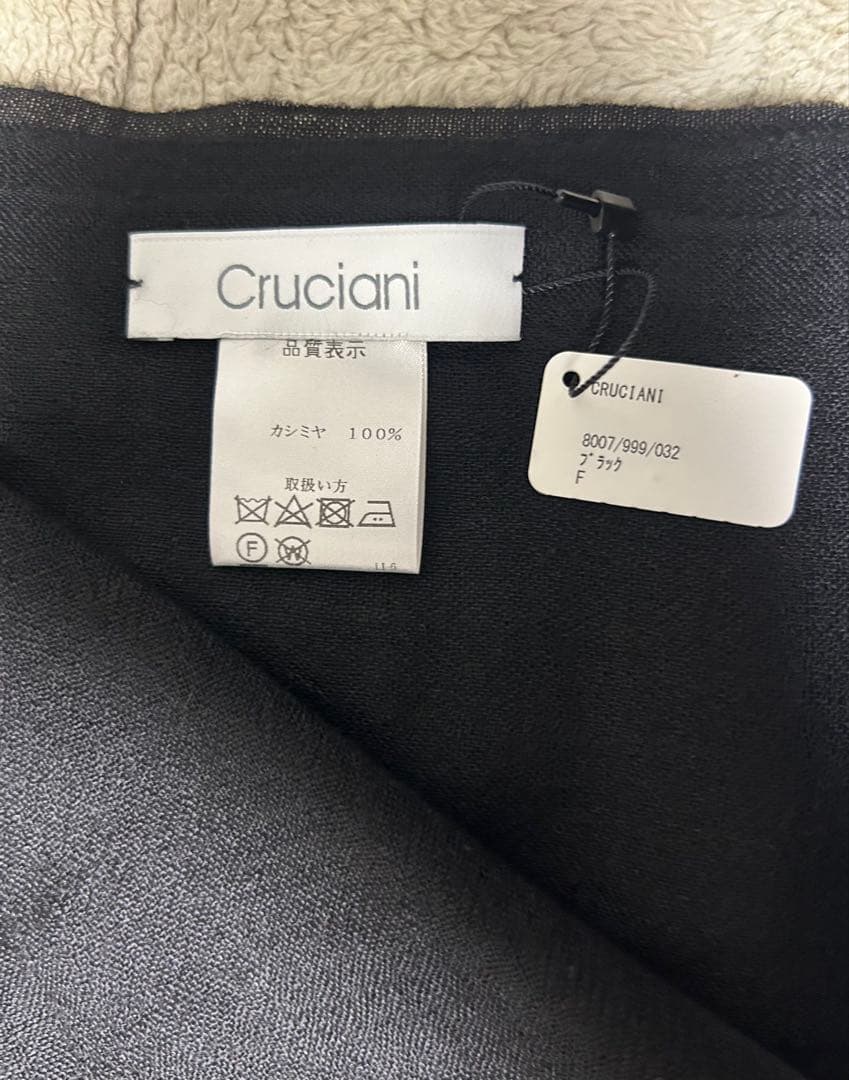 Cruciani
品質表示
カシミヤ 100%
取扱い方
F
W
CRUCIANI
8007/999/032
ブラック
F